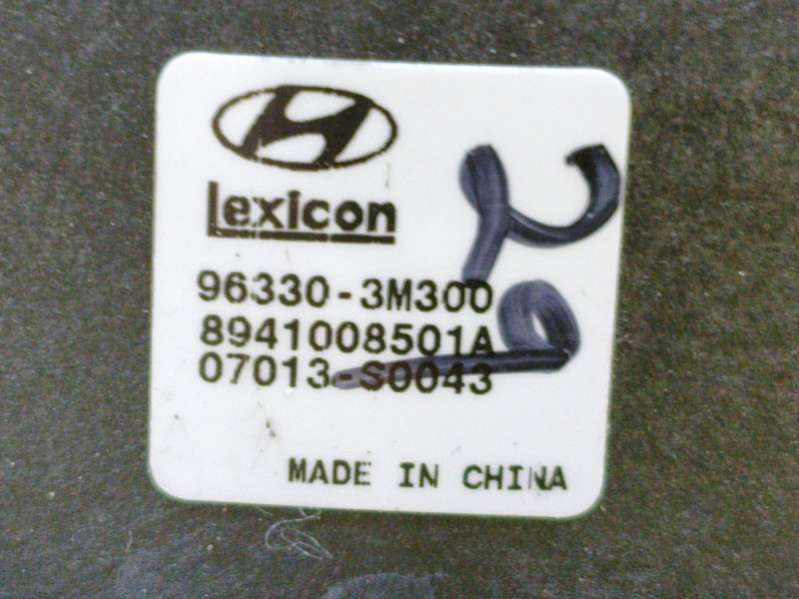 Lexicon
96330-3M300
8941008501A
07013-S0043
MADE IN CHINA